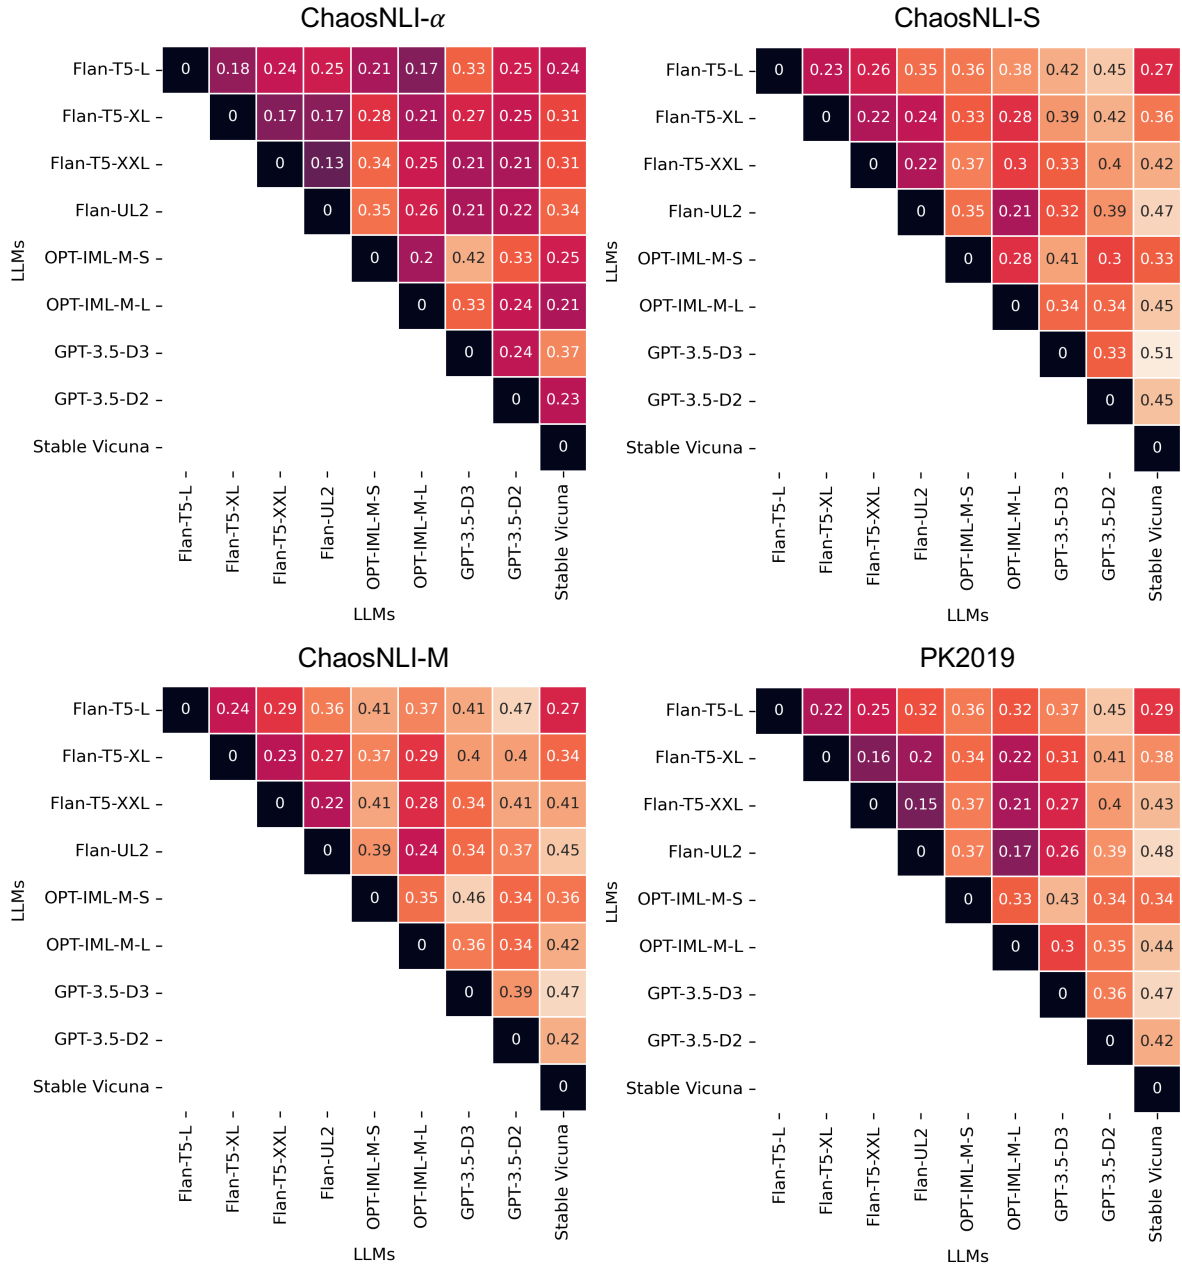 ChaosNLI-α
Flan-T5-L 0 0.18 0.24 0.25 0.21 0.17 0.33 0.25 0.24
Flan-T5-XL 0 0.17 0.17 0.28 0.21 0.27 0.25 0.31
Flan-T5-XXL 0 0.13 0.34 0.25 0.21 0.21 0.31
Flan-UL2 0 0.35 0.26 0.21 0.22 0.34
OPT-IML-M-S 0 0.2 0.42 0.33 0.25
OPT-IML-M-L 0 0.33 0.24 0.21
GPT-3.5-D3 0 0.24 0.37
GPT-3.5-D2 0 0.23
Stable Vicuna 0
LLMs
Flan-T5-L Flan-T5-XL Flan-T5-XXL Flan-UL2 OPT-IML-M-S OPT-IML-M-L GPT-3.5-D3 GPT-3.5-D2 Stable Vicuna
LLMs
ChaosNLI-S
Flan-T5-L 0 0.23 0.26 0.35 0.36 0.38 0.42 0.45 0.27
Flan-T5-XL 0 0.22 0.24 0.33 0.28 0.39 0.42 0.36
Flan-T5-XXL 0 0.22 0.37 0.3 0.33 0.4 0.42
Flan-UL2 0 0.35 0.21 0.32 0.39 0.47
OPT-IML-M-S 0 0.28 0.41 0.3 0.33
OPT-IML-M-L 0 0.34 0.34 0.45
GPT-3.5-D3 0 0.33 0.51
GPT-3.5-D2 0 0.45
Stable Vicuna 0
LLMs
Flan-T5-L Flan-T5-XL Flan-T5-XXL Flan-UL2 OPT-IML-M-S OPT-IML-M-L GPT-3.5-D3 GPT-3.5-D2 Stable Vicuna
LLMs
ChaosNLI-M
Flan-T5-L 0 0.24 0.29 0.36 0.41 0.37 0.41 0.47 0.27
Flan-T5-XL 0 0.23 0.27 0.37 0.29 0.4 0.4 0.34
Flan-T5-XXL 0 0.22 0.41 0.28 0.34 0.41 0.41
Flan-UL2 0 0.39 0.24 0.34 0.37 0.45
OPT-IML-M-S 0 0.35 0.46 0.34 0.36
OPT-IML-M-L 0 0.36 0.34 0.42
GPT-3.5-D3 0 0.39 0.47
GPT-3.5-D2 0 0.42
Stable Vicuna 0
LLMs
Flan-T5-L Flan-T5-XL Flan-T5-XXL Flan-UL2 OPT-IML-M-S OPT-IML-M-L GPT-3.5-D3 GPT-3.5-D2 Stable Vicuna
LLMs
PK2019
Flan-T5-L 0 0.22 0.25 0.32 0.36 0.32 0.37 0.45 0.29
Flan-T5-XL 0 0.16 0.2 0.34 0.22 0.31 0.41 0.38
Flan-T5-XXL 0 0.15 0.37 0.21 0.27 0.4 0.43
Flan-UL2 0 0.37 0.17 0.26 0.39 0.48
OPT-IML-M-S 0 0.33 0.43 0.34 0.34
OPT-IML-M-L 0 0.3 0.35 0.44
GPT-3.5-D3 0 0.36 0.47
GPT-3.5-D2 0 0.42
Stable Vicuna 0
LLMs
Flan-T5-L Flan-T5-XL Flan-T5-XXL Flan-UL2 OPT-IML-M-S OPT-IML-M-L GPT-3.5-D3 GPT-3.5-D2 Stable Vicuna
LLMs